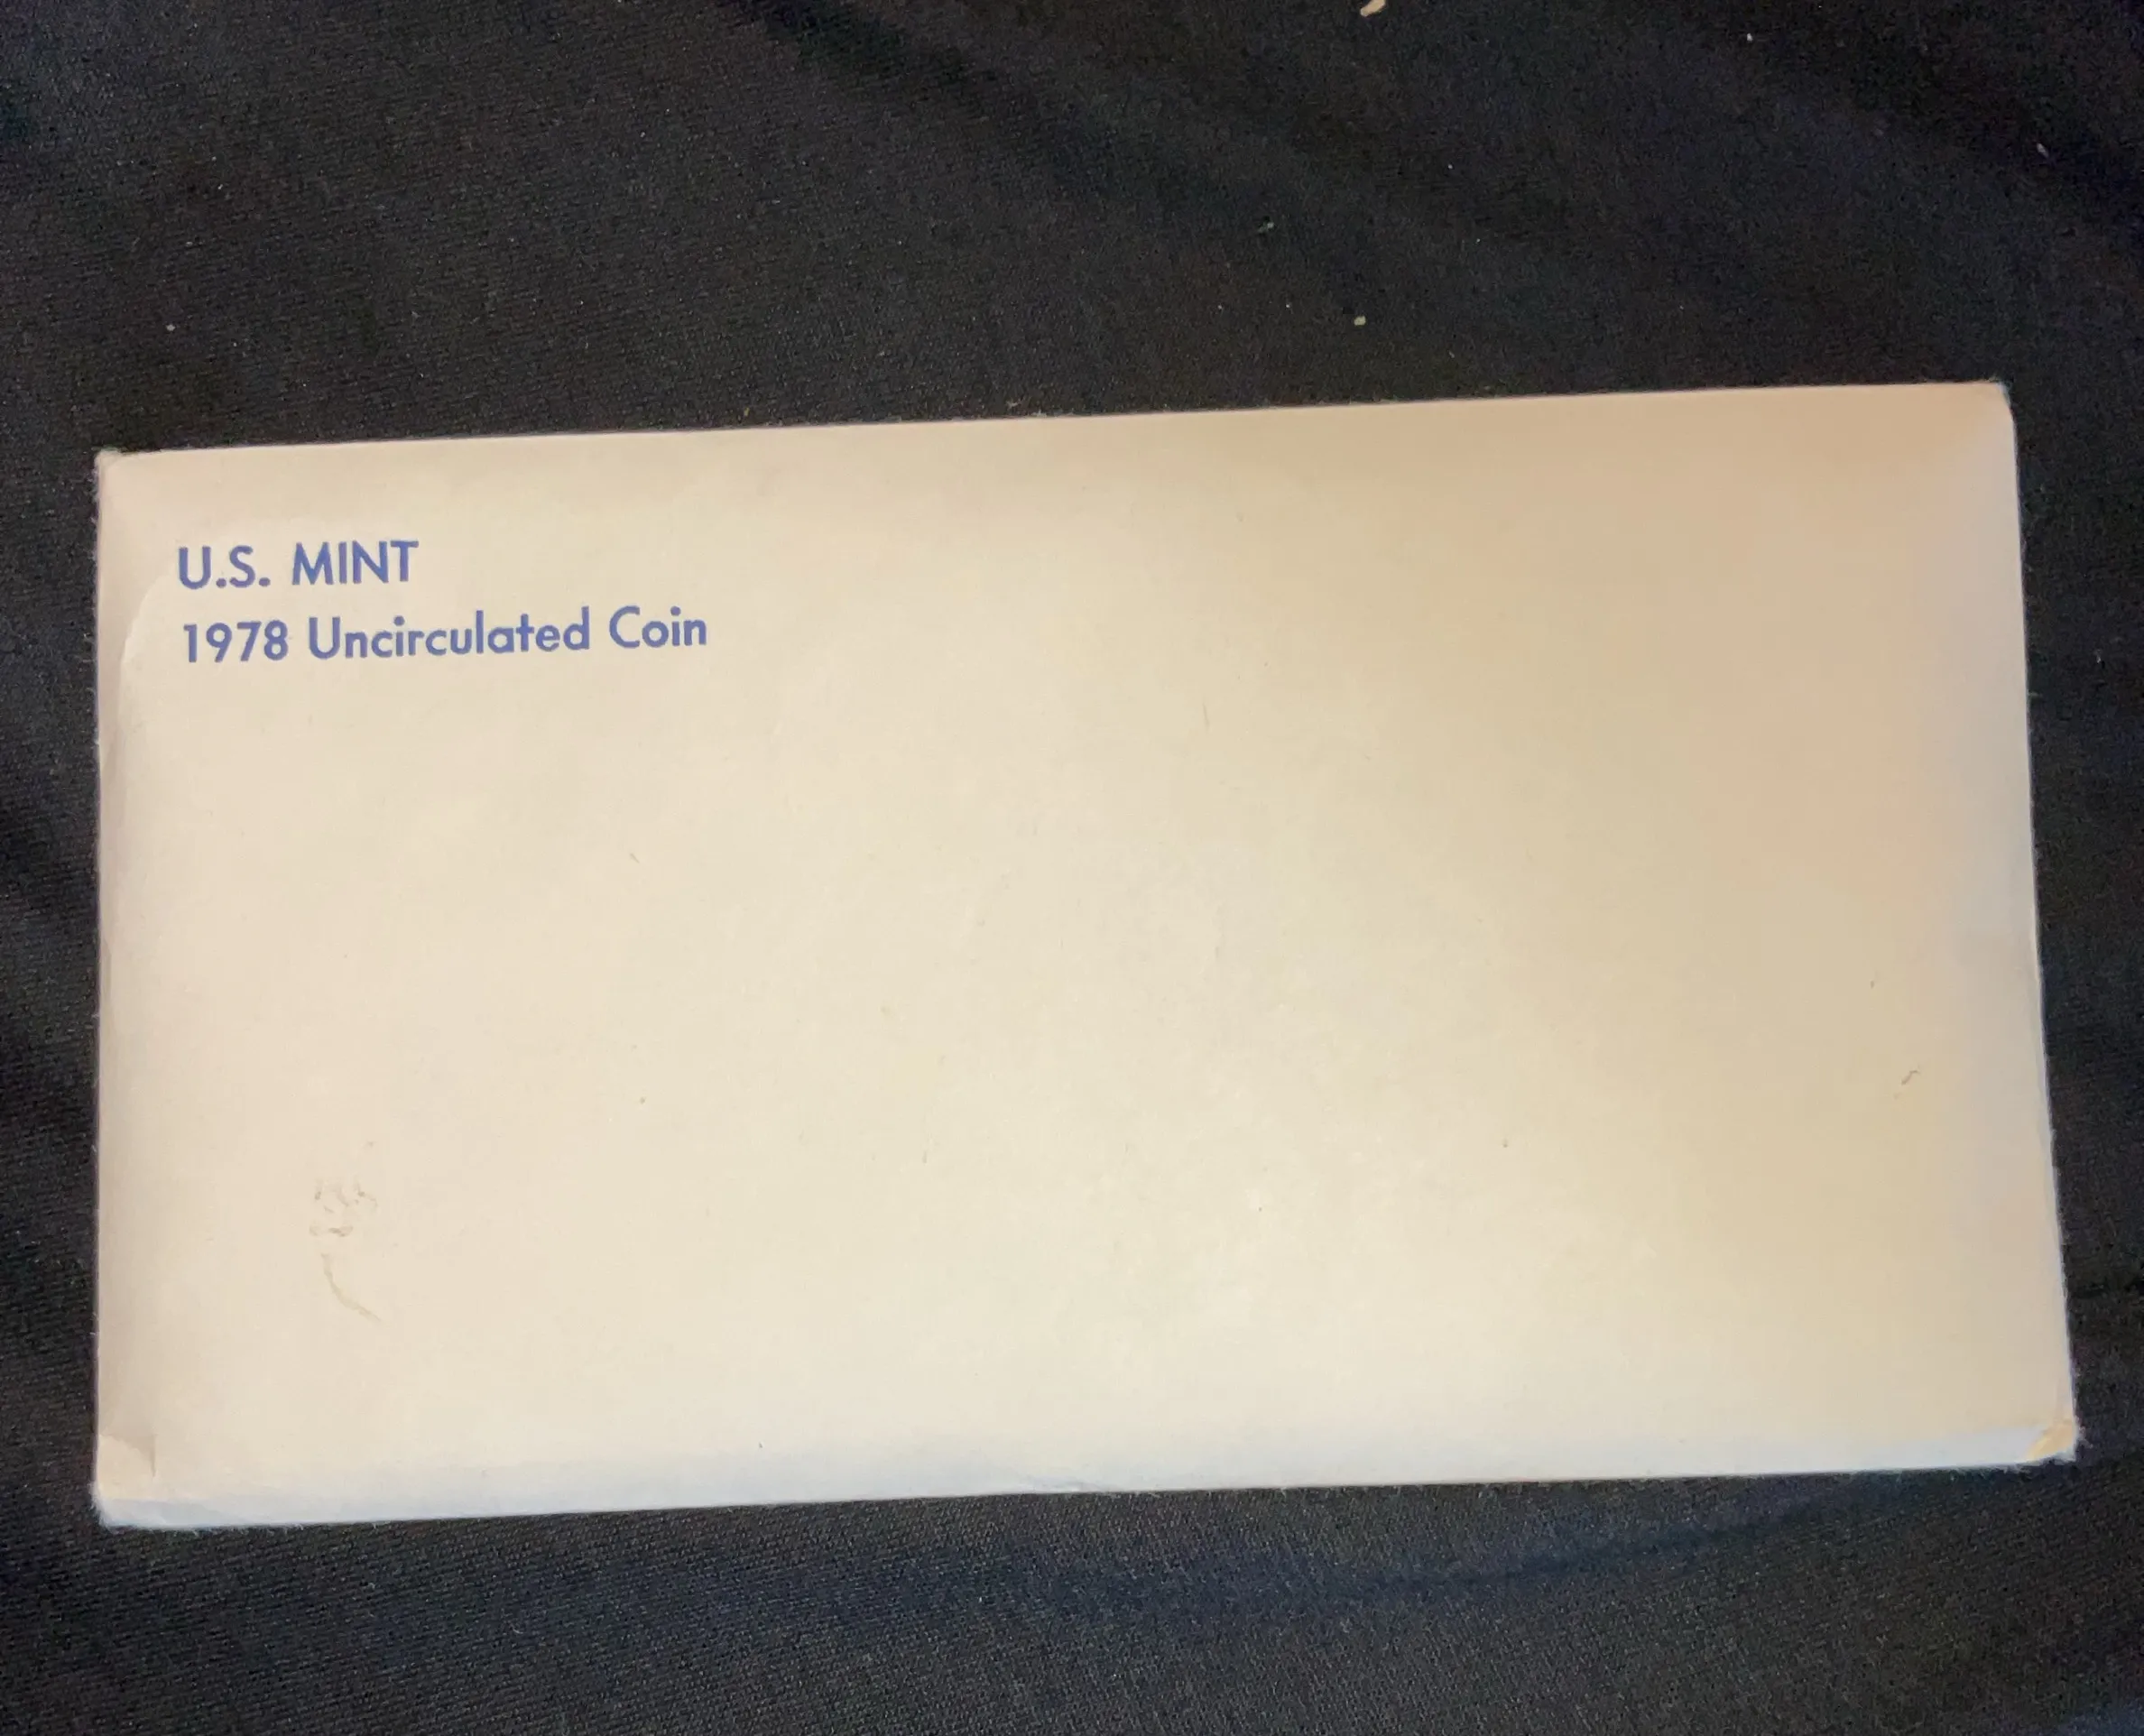 U.S. MINT
1978 Uncirculated Coin